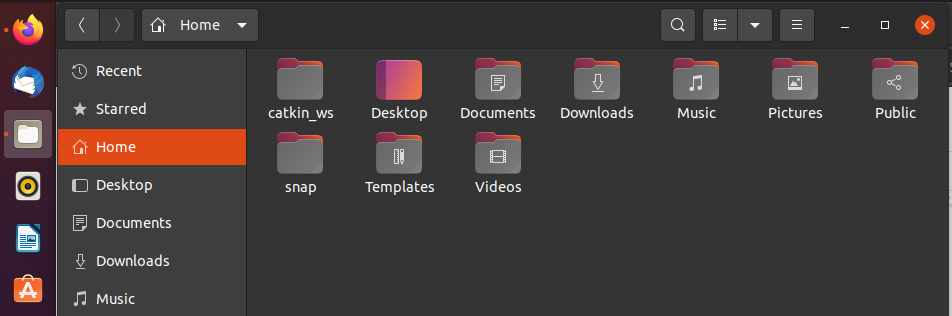 Home
Recent
Starred
Home
Desktop
Documents
Downloads
Music
catkin_ws Desktop Documents Downloads Music Pictures Public
snap Templates Videos